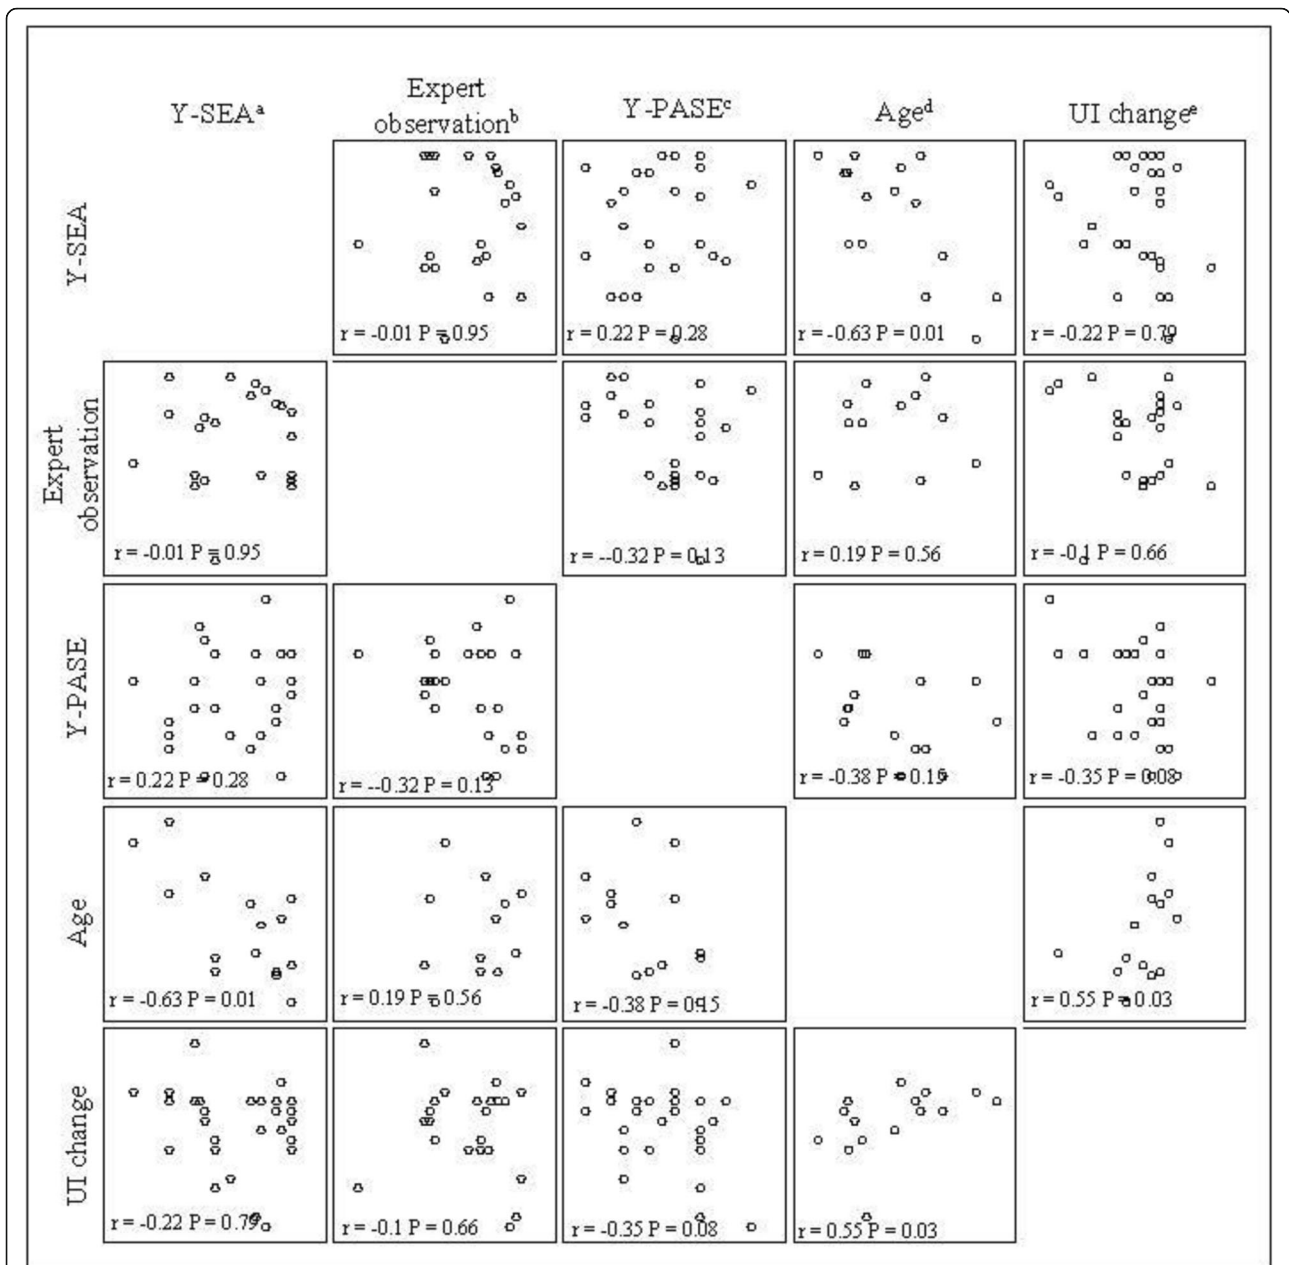 Y-SEAa
Expert
observationb
Y-PASEc
Aged
UI changee
Y-SEA
r = -0.01 P = 0.95
r = 0.22 P = 0.28
r = -0.63 P = 0.01
r = -0.22 P = 0.79
Expert
observation
r = -0.01 P = 0.95
r = --0.32 P = 0.13
r = 0.19 P = 0.56
r = -0.1 P = 0.66
Y-PASE
r = 0.22 P = 0.28
r = --0.32 P = 0.13
r = -0.38 P = 0.15
r = -0.35 P = 0.08
Age
r = -0.63 P = 0.01
r = 0.19 P = 0.56
r = -0.38 P = 0.15
r = 0.55 P = 0.03
UI change
r = -0.22 P = 0.79
r = -0.1 P = 0.66
r = -0.35 P = 0.08
r = 0.55 P = 0.03